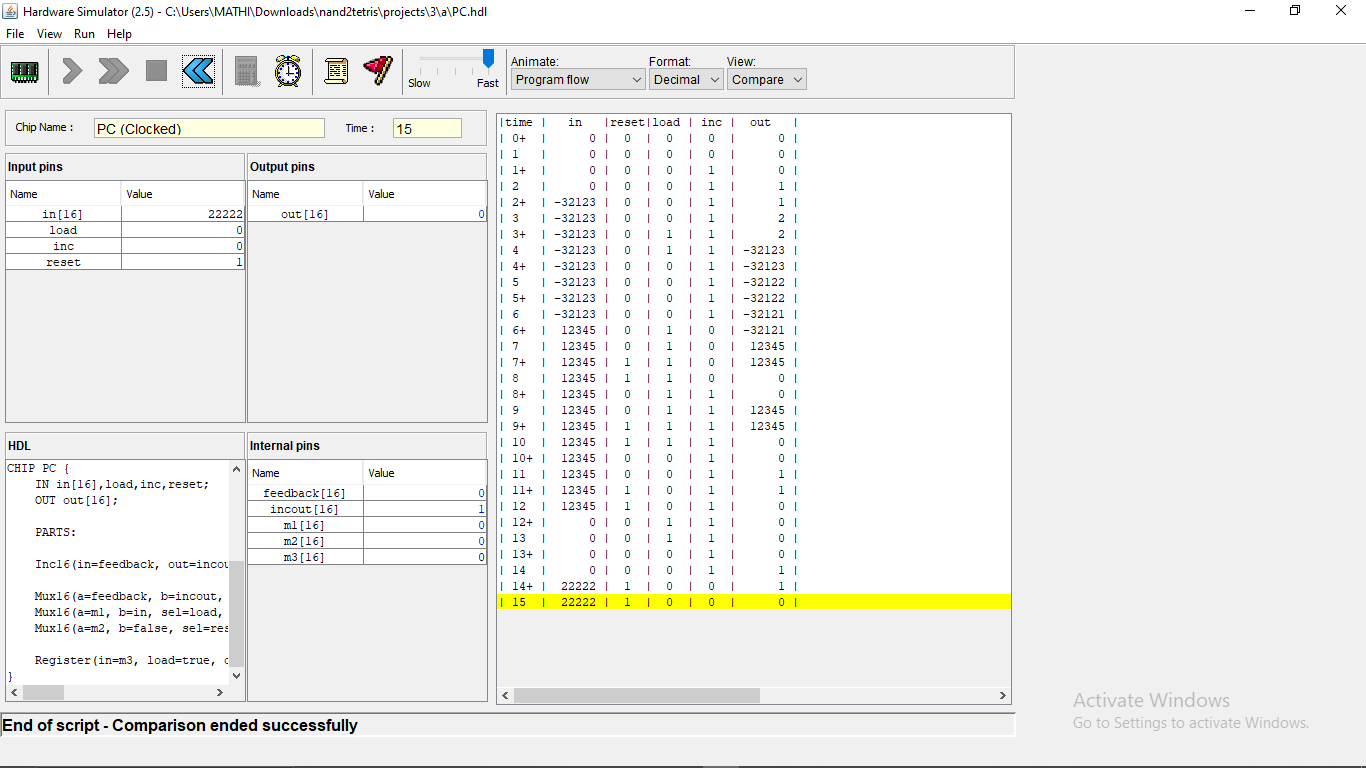 Hardware Simulator (2.5) - C:\Users\MATHI\Downloads\nand2tetris\projects\3\a\PC.hdl
File View Run Help
Slow Fast
Animate: Format: View:
Program flow Decimal Compare
Chip Name : PC (Clocked) Time : 15
Input pins
Name Value
in[16] 22222
load 0
inc 0
reset 1
Output pins
Name Value
out[16] 0
HDL
CHIP PC {
IN in[16],load,inc,reset;
OUT out[16];
PARTS:
Inc16(in=feedback, out=incou
Mux16(a=feedback, b=incout,
Mux16(a=m1, b=in, sel=load,
Mux16(a=m2, b=false, sel=res
Register(in=m3, load=true, o
}
Internal pins
Name Value
feedback[16] 0
incout[16] 1
m1[16] 0
m2[16] 0
m3[16] 0
|time | in |reset|load | inc | out |
| 0+ | 0 | 0 | 0 | 0 | 0 |
| 1 | 0 | 0 | 0 | 0 | 0 |
| 1+ | 0 | 0 | 0 | 1 | 0 |
| 2 | 0 | 0 | 0 | 1 | 1 |
| 2+ | -32123 | 0 | 0 | 1 | 1 |
| 3 | -32123 | 0 | 0 | 1 | 2 |
| 3+ | -32123 | 0 | 1 | 1 | 2 |
| 4 | -32123 | 0 | 1 | 1 | -32123 |
| 4+ | -32123 | 0 | 0 | 1 | -32123 |
| 5 | -32123 | 0 | 0 | 1 | -32122 |
| 5+ | -32123 | 0 | 0 | 1 | -32122 |
| 6 | -32123 | 0 | 0 | 1 | -32121 |
| 6+ | 12345 | 0 | 1 | 0 | -32121 |
| 7 | 12345 | 0 | 1 | 0 | 12345 |
| 7+ | 12345 | 1 | 1 | 0 | 12345 |
| 8 | 12345 | 1 | 1 | 0 | 0 |
| 8+ | 12345 | 0 | 1 | 1 | 0 |
| 9 | 12345 | 0 | 1 | 1 | 12345 |
| 9+ | 12345 | 1 | 1 | 1 | 12345 |
| 10 | 12345 | 1 | 1 | 1 | 0 |
| 10+ | 12345 | 0 | 0 | 1 | 0 |
| 11 | 12345 | 0 | 0 | 1 | 1 |
| 11+ | 12345 | 1 | 0 | 1 | 1 |
| 12 | 12345 | 1 | 0 | 1 | 0 |
| 12+ | 0 | 0 | 1 | 1 | 0 |
| 13 | 0 | 0 | 1 | 1 | 0 |
| 13+ | 0 | 0 | 0 | 1 | 0 |
| 14 | 0 | 0 | 0 | 1 | 1 |
| 14+ | 22222 | 1 | 0 | 0 | 1 |
| 15 | 22222 | 1 | 0 | 0 | 0 |
End of script - Comparison ended successfully
Activate Windows
Go to Settings to activate Windows.